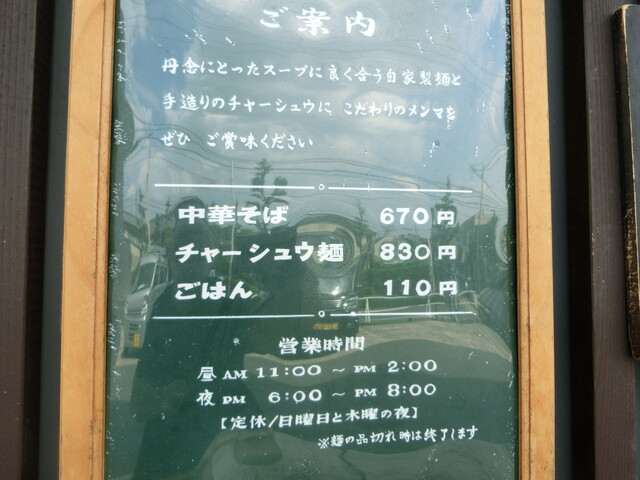 ご案内
丹念にとったスープに良く合う自家製麺と
手造りのチャーシュウに こだわりのメンマを
ぜひ ご賞味ください
中華そば 670円
チャーシュウ麺 830円
ごはん 110円
営業時間
昼 AM 11:00 ～ PM 2:00
夜 PM 6:00 ～ PM 8:00
【定休/日曜日と木曜の夜】
※麺の品切れ時は終了します